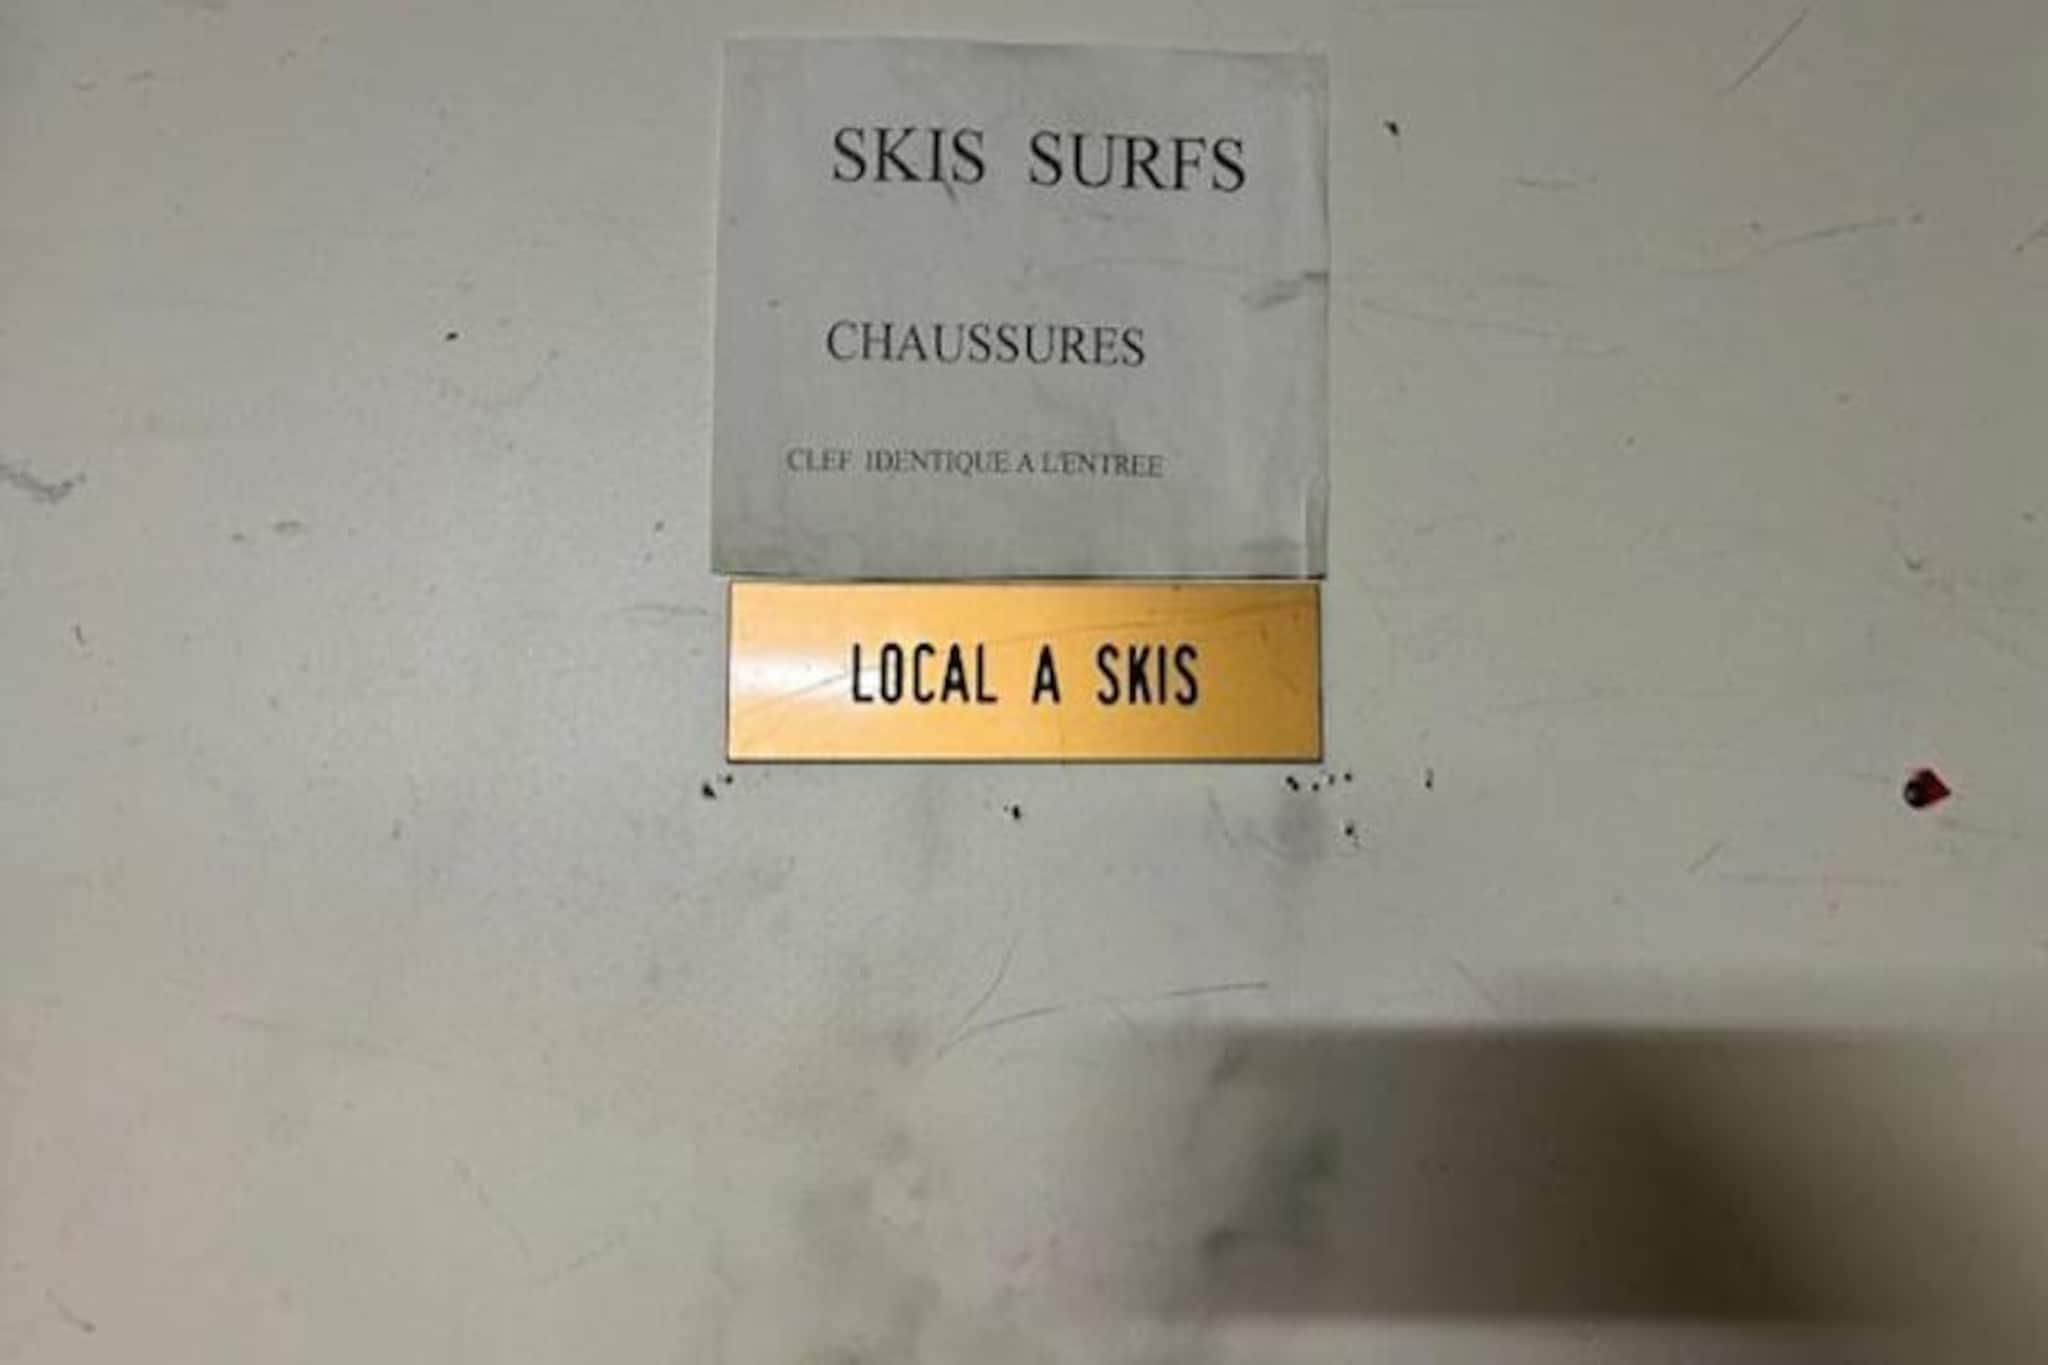 SKIS SURFS
CHAUSSURES
CLEF IDENTIQUE A L'ENTREE
LOCAL A SKIS